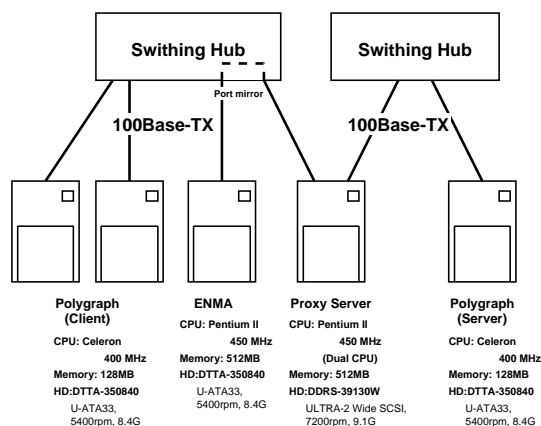 Swithing Hub
Swithing Hub
Port mirror
100Base-TX
100Base-TX
Polygraph
(Client)
CPU: Celeron
400 MHz
Memory: 128MB
HD:DTTA-350840
U-ATA33,
5400rpm, 8.4G
ENMA
CPU: Pentium II
450 MHz
Memory: 512MB
HD:DTTA-350840
U-ATA33,
5400rpm, 8.4G
Proxy Server
CPU: Pentium II
450 MHz
(Dual CPU)
Memory: 512MB
HD:DDRS-39130W
ULTRA-2 Wide SCSI,
7200rpm, 9.1G
Polygraph
(Server)
CPU: Celeron
400 MHz
Memory: 128MB
HD:DTTA-350840
U-ATA33,
5400rpm, 8.4G